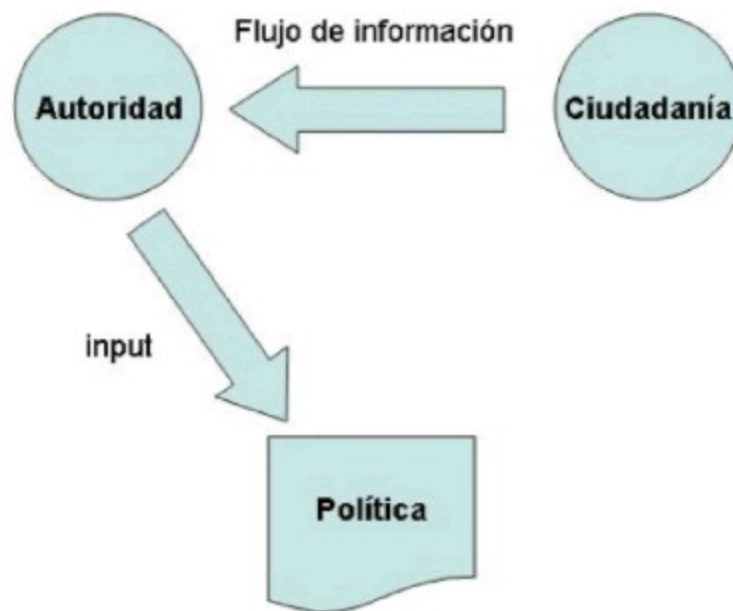 Flujo de información
Autoridad
Ciudadanía
input
Política